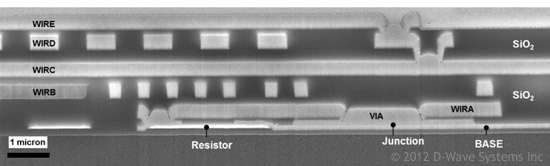 WIRE
WIRD
SiO2
WIRC
WIRB
SiO2
WIRA
VIA
1 micron
Resistor
Junction
BASE
© 2012 D-Wave Systems Inc